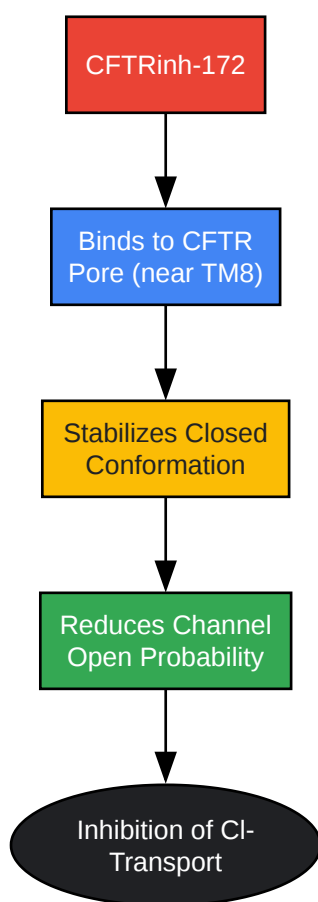 CFTRinh-172
Binds to CFTR
Pore (near TM8)
Stabilizes Closed
Conformation
Reduces Channel
Open Probability
Inhibition of Cl-
Transport